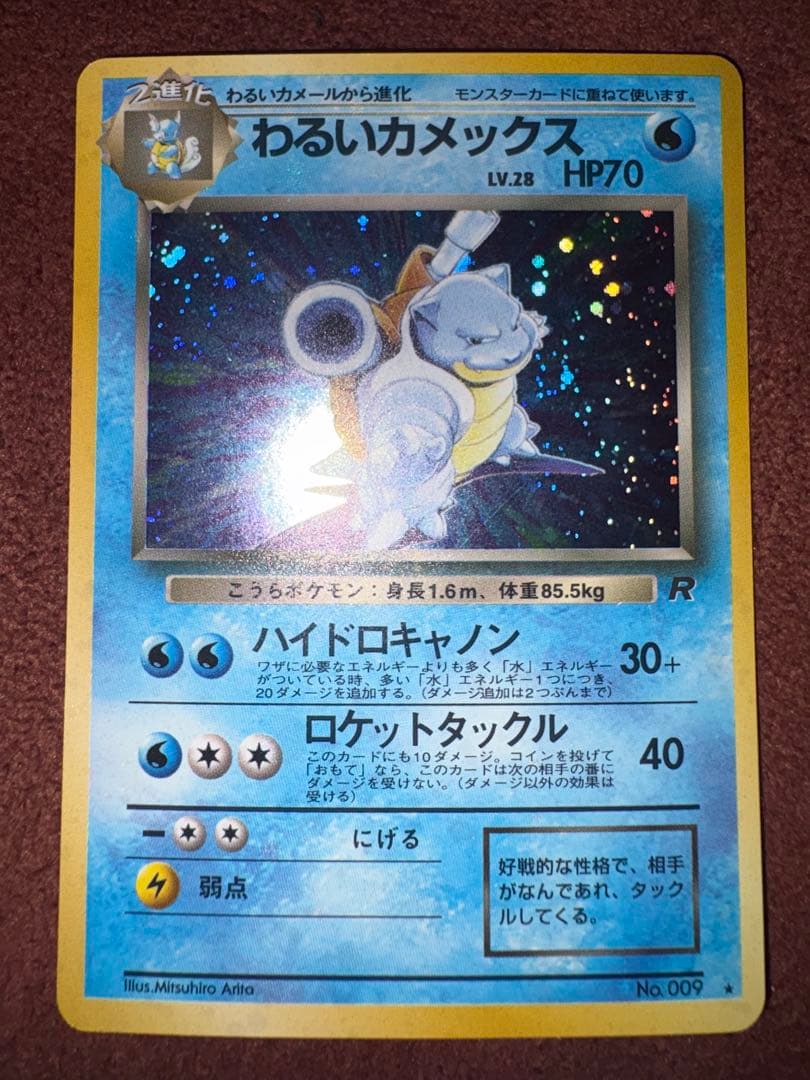 2進化 わるいカメールから進化 モンスターカードに重ねて使います。
わるいカメックス
LV.28 HP70
こうらポケモン：身長1.6m、体重85.5kg R
ハイドロキャノン 30+
ワザに必要なエネルギーよりも多く「水」エネルギー
がついている時、多い「水」エネルギー1つにつき、
20ダメージを追加する。（ダメージ追加は2つぶんまで）
ロケットタックル 40
このカードにも10ダメージ。コインを投げて
「おもて」なら、このカードは次の相手の番に
ダメージを受けない。（ダメージ以外の効果は
受ける）
にげる
弱点
好戦的な性格で、相手
がなんであれ、タック
ルしてくる。
Illus.Mitsuhiro Arita No.009 ★